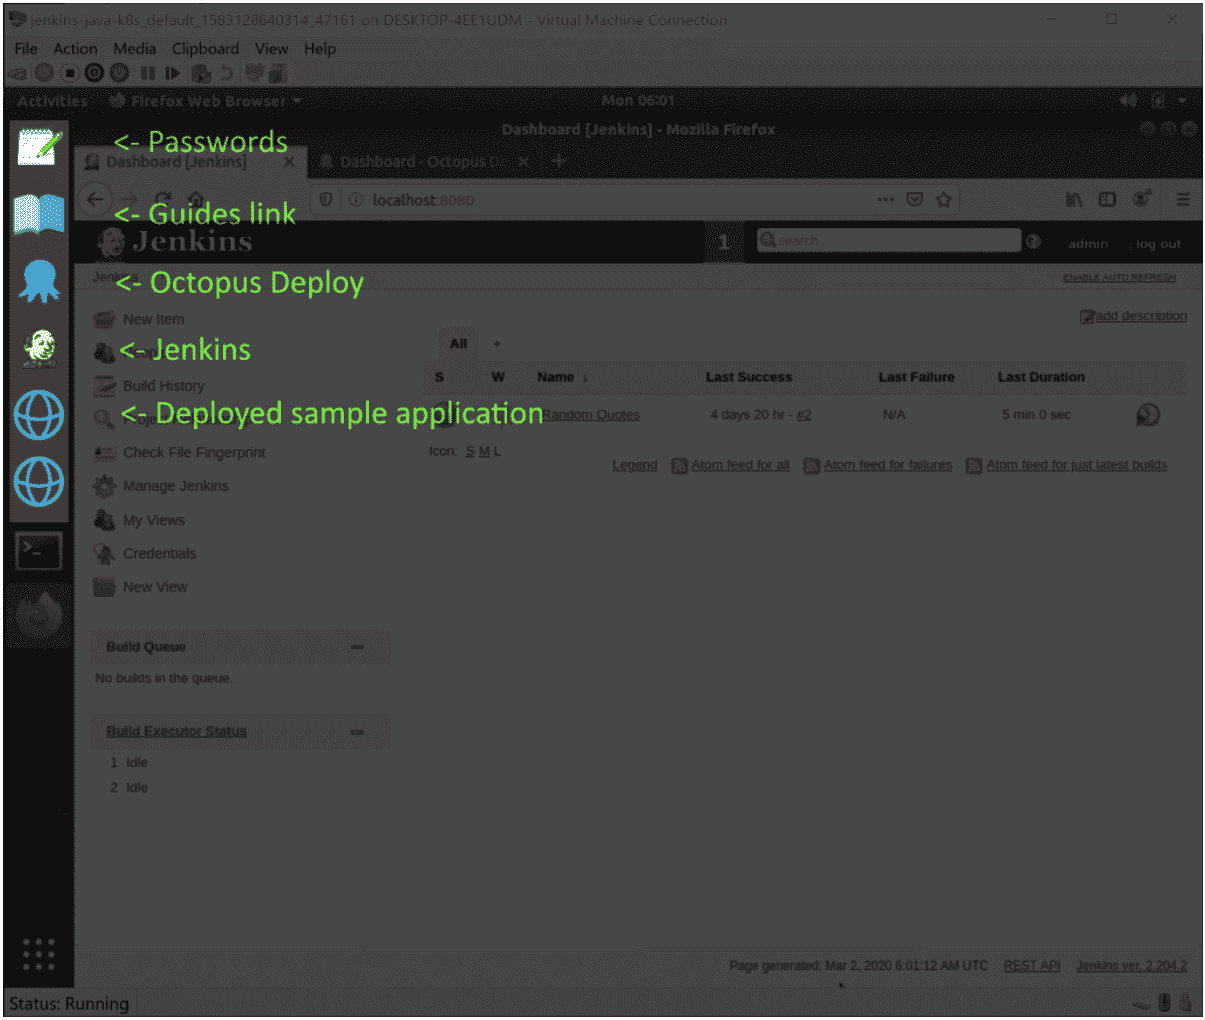 jenkins-java-k8s_default_1583128640314_47161 on DESKTOP-4EE1UDM - Virtual Machine Connection
File Action Media Clipboard View Help
Activities Firefox Web Browser Mon 06:01
Dashboard [Jenkins] - Mozilla Firefox
<- Passwords
Dashboard [Jenkins] Dashboard - Octopus De
localhost:8080
<- Guides link
Jenkins 1 search admin log out
Jenkins ENABLE AUTO REFRESH
<- Octopus Deploy
New Item add description
<- Jenkins
All +
Build History
S W Name ↓ Last Success Last Failure Last Duration
<- Deployed sample application
Random Quotes 4 days 20 hr - #2 N/A 5 min 0 sec
Check File Fingerprint
Icon: S M L
Legend Atom feed for all Atom feed for failures Atom feed for just latest builds
Manage Jenkins
My Views
Credentials
New View
Build Queue
No builds in the queue.
Build Executor Status
1 Idle
2 Idle
Page generated: Mar 2, 2020 6:01:12 AM UTC REST API Jenkins ver. 2.204.2
Status: Running